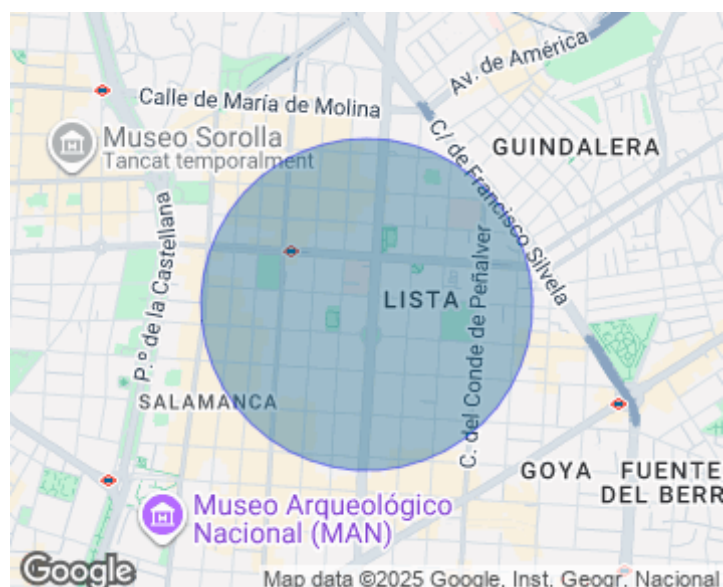 Av. de América
Calle de María de Molina
Museo Sorolla
Tancat temporalment
C/ de Francisco Silvela
GUINDALERA
P.º de la Castellana
LISTA
C. del Conde de Peñalver
SALAMANCA
GOYA
FUENTE
DEL BERR
Museo Arqueológico
Nacional (MAN)
Google
Map data ©2025 Google, Inst. Geogr. Nacional